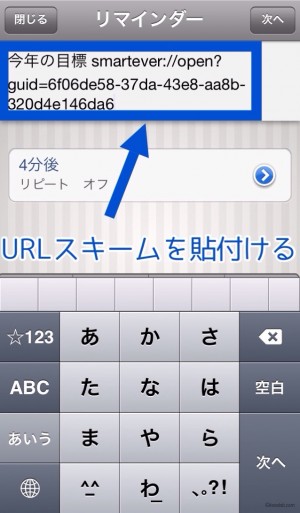 閉じる
リマインダー
次へ
今年の目標 smartever://open?
guid=6f06de58-37da-43e8-aa8b-
320d4e146da6
4分後
リピート オフ
URLスキームを貼付ける
☆123
あ
か
さ
ABC
た
な
は
空白
あいう
ま
や
ら
次へ
^^
わ
､｡?!